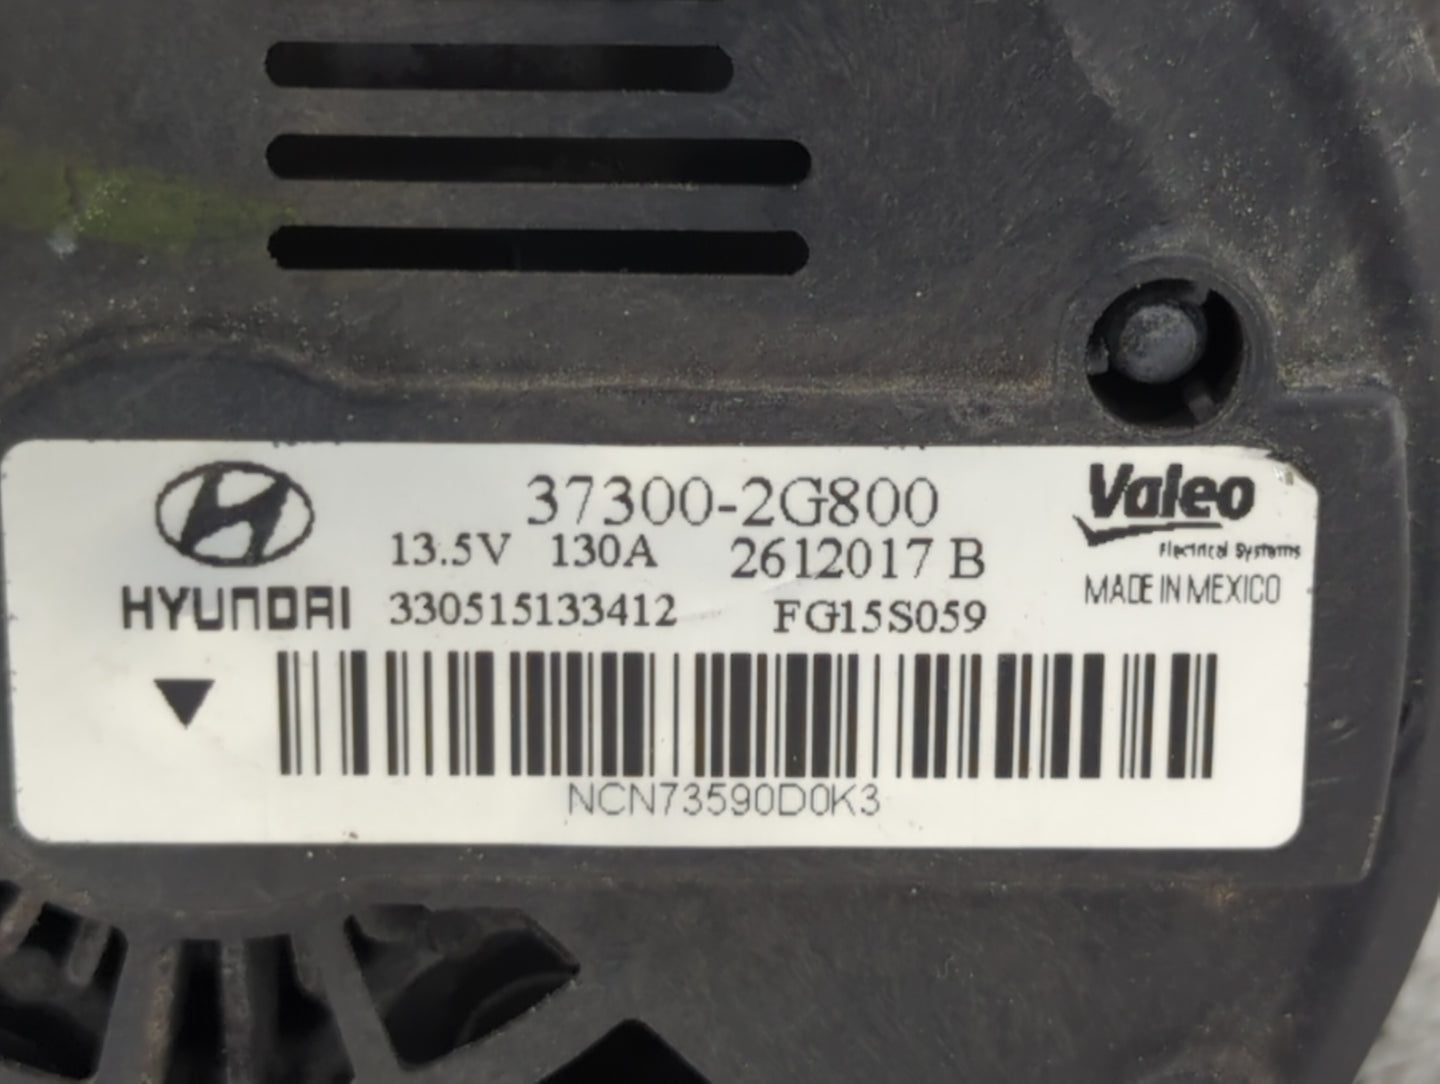 37300-2G800
Valeo
Electrical Systems
13.5V 130A 2612017 B
MADE IN MEXICO
HYUNDAI 330515133412 FG15S059
NCN73590D0K3